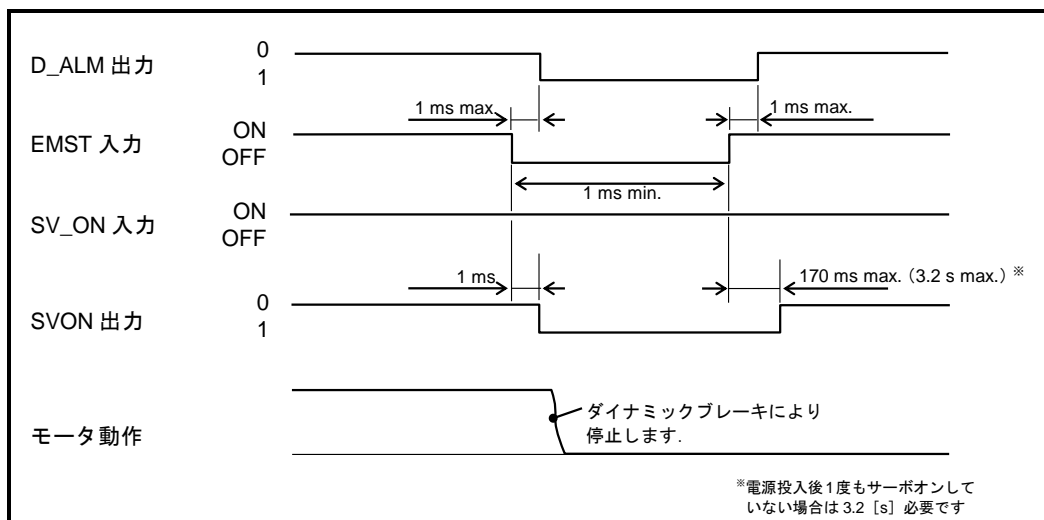 D_ALM 出力
0
1
1 ms max.
1 ms max.
EMST 入力
ON
OFF
1 ms min.
SV_ON 入力
ON
OFF
1 ms
170 ms max.（3.2 s max.）※
SVON 出力
0
1
モータ動作
ダイナミックブレーキにより
停止します.
※電源投入後1度もサーボオンして
いない場合は 3.2［s］必要です